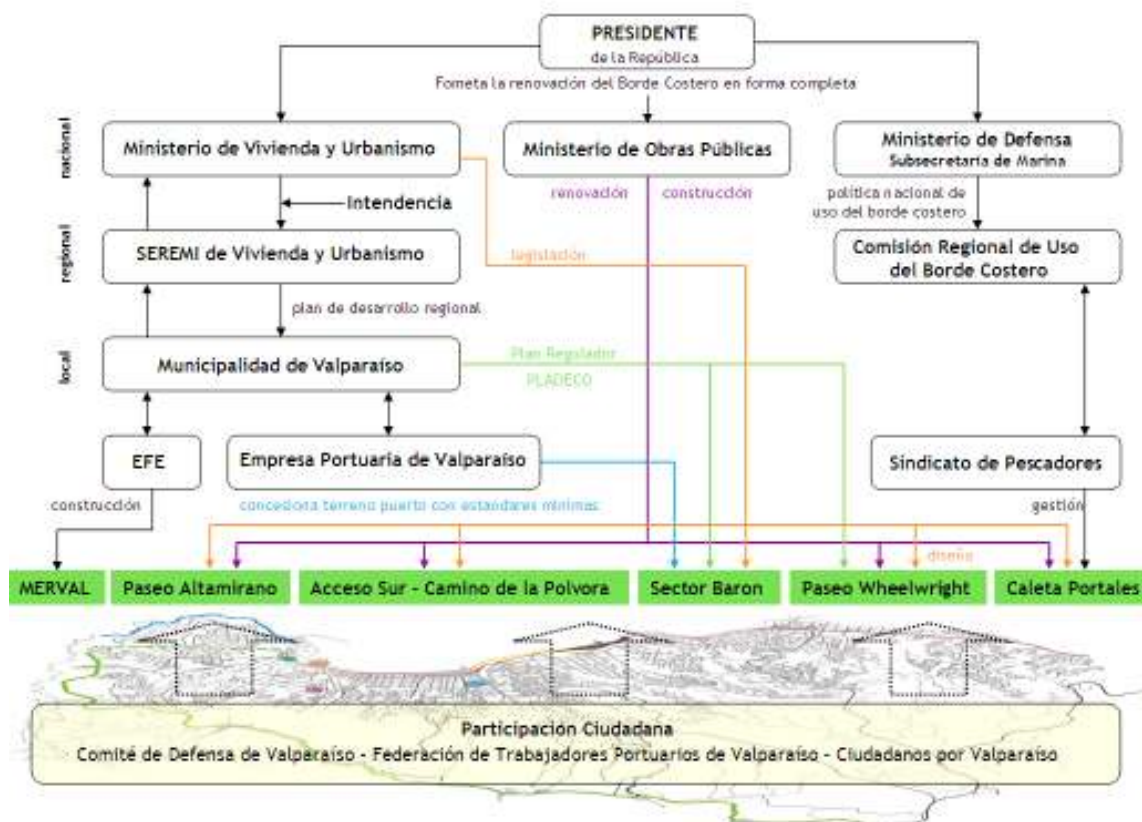 PRESIDENTE
de la República
Fometa la renovación del Borde Costero en forma completa
nacional
Ministerio de Vivienda y Urbanismo
Ministerio de Obras Públicas
Ministerio de Defensa
Subsecretaría de Marina
renovación
construcción
política nacional de
uso del borde costero
Intendencia
regional
SEREMI de Vivienda y Urbanismo
legislación
Comisión Regional de Uso
del Borde Costero
plan de desarrollo regional
local
Municipalidad de Valparaíso
Plan Regulador
PLADECO
EFE
Empresa Portuaria de Valparaíso
Sindicato de Pescadores
construcción
concesiona terreno puerto con estandares mínimas
gestión
diseño
MERVAL
Paseo Altamirano
Acceso Sur - Camino de la Polvora
Sector Baron
Paseo Wheelwright
Caleta Portales
Participación Ciudadana
Comité de Defensa de Valparaíso - Federación de Trabajadores Portuarios de Valparaíso - Ciudadanos por Valparaíso